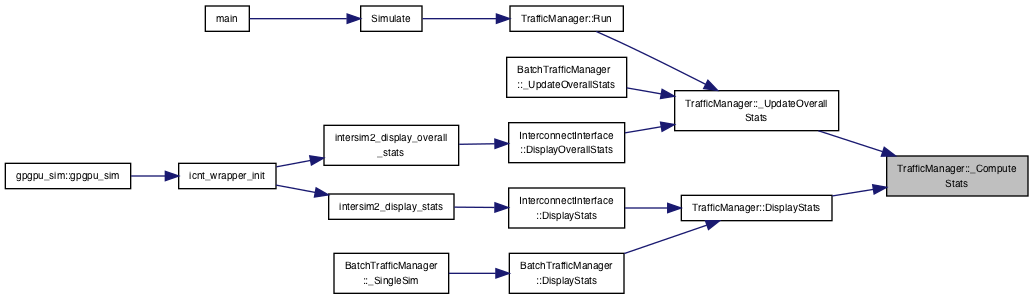 main
Simulate
TrafficManager::Run
BatchTrafficManager
::_UpdateOverallStats
TrafficManager::_UpdateOverall
Stats
intersim2_display_overall
_stats
InterconnectInterface
::DisplayOverallStats
TrafficManager::_Compute
Stats
gpgpu_sim::gpgpu_sim
icnt_wrapper_init
intersim2_display_stats
InterconnectInterface
::DisplayStats
TrafficManager::DisplayStats
BatchTrafficManager
::_SingleSim
BatchTrafficManager
::DisplayStats